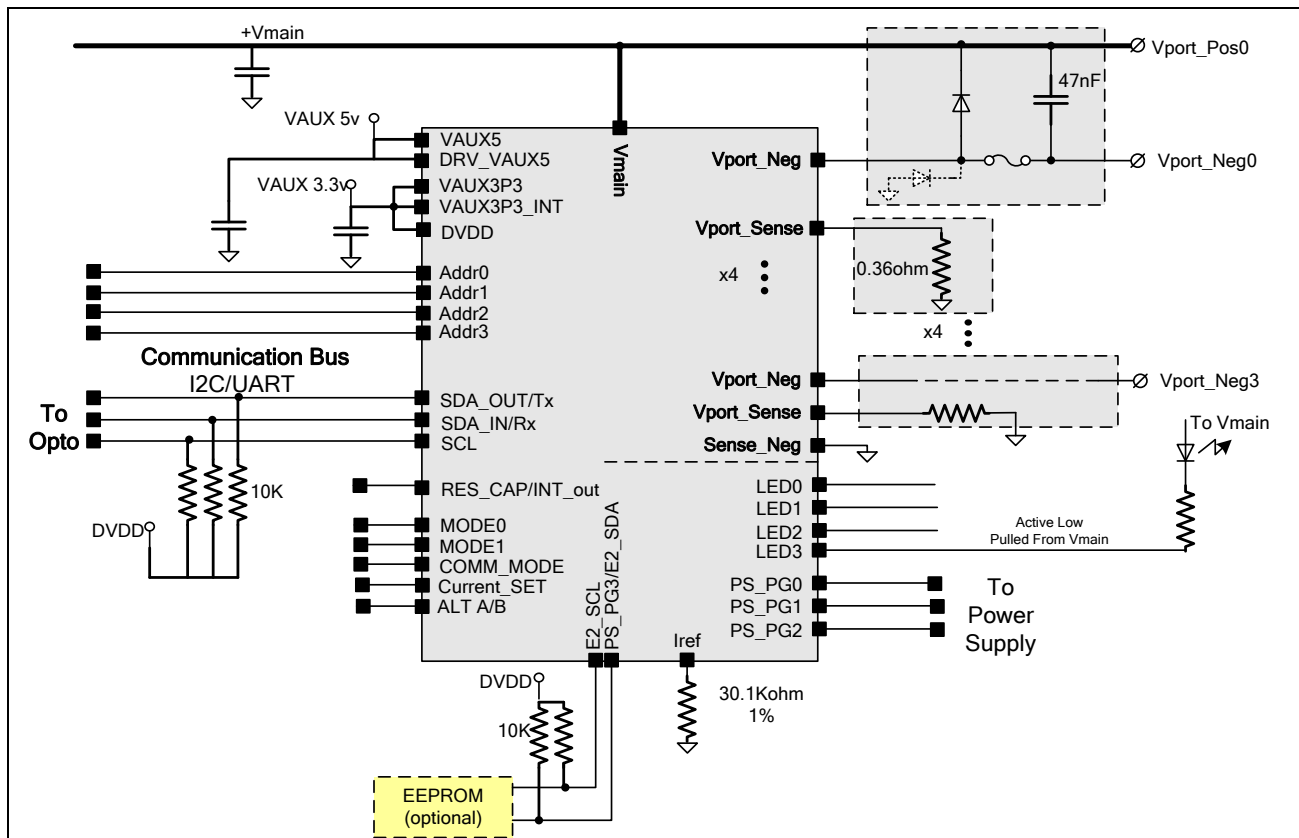 +Vmain
Vport_Pos0
47nF
VAUX 5v
VAUX5
DRV_VAUX5
Vmain
Vport_Neg
Vport_Neg0
VAUX 3.3v
VAUX3P3
VAUX3P3_INT
DVDD
Vport_Sense
0.36ohm
x4
x4
Addr0
Addr1
Addr2
Addr3
Communication Bus
I2C/UART
Vport_Neg
Vport_Neg3
To
Opto
SDA_OUT/Tx
SDA_IN/Rx
SCL
Vport_Sense
Sense_Neg
To Vmain
10K
DVDD
RES_CAP/INT_out
MODE0
MODE1
COMM_MODE
Current_SET
ALT A/B
E2_SCL
PS_PG3/E2_SDA
LED0
LED1
LED2
LED3
Active Low
Pulled From Vmain
PS_PG0
PS_PG1
PS_PG2
To
Power
Supply
Iref
30.1Kohm
1%
DVDD
10K
EEPROM
(optional)